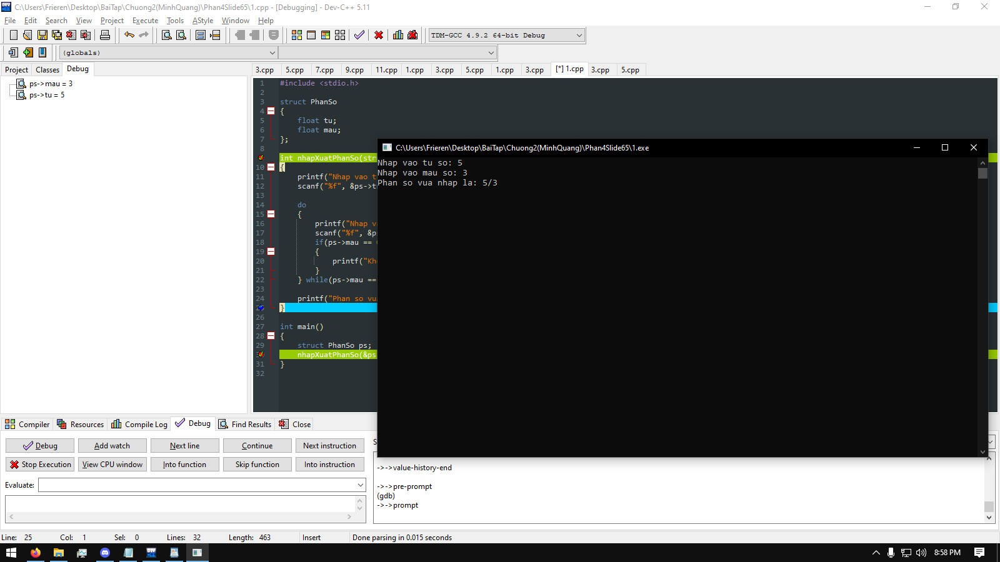 C:\Users\Frieren\Desktop\BaiTap\Chuong2(MinhQuang)\Phan4Slide65\1.cpp - [Debugging] - Dev-C++ 5.11
File Edit Search View Project Execute Tools AStyle Window Help
TDM-GCC 4.9.2 64-bit Debug
(globals)
Project Classes Debug
3.cpp 5.cpp 7.cpp 9.cpp 11.cpp 1.cpp 3.cpp 5.cpp 1.cpp 3.cpp [*] 1.cpp 3.cpp 5.cpp
ps->mau = 3
ps->tu = 5
1 #include <stdio.h>
2
3 struct PhanSo
4 {
5 float tu;
6 float mau;
7 };
8
int nhapXuatPhanSo(str
10 {
11 printf("Nhap vao t
12 scanf("%f", &ps->t
13
14 do
15 {
16 printf("Nhap va
17 scanf("%f", &ps
18 if(ps->mau ==
19 {
20 printf("Kh
21 }
22 } while(ps->mau ==
23
24 printf("Phan so vu
}
26
27 int main()
28 {
29 struct PhanSo ps;
nhapXuatPhanSo(&ps
31 }
32
C:\Users\Frieren\Desktop\BaiTap\Chuong2(MinhQuang)\Phan4Slide65\1.exe
Nhap vao tu so: 5
Nhap vao mau so: 3
Phan so vua nhap la: 5/3
Compiler Resources Compile Log Debug Find Results Close
Debug Add watch Next line Continue Next instruction
Stop Execution View CPU window Into function Skip function Into instruction
Evaluate:
->->value-history-end
->->pre-prompt
(gdb)
->->prompt
Line: 25 Col: 1 Sel: 0 Lines: 32 Length: 463 Insert Done parsing in 0.015 seconds
8:58 PM